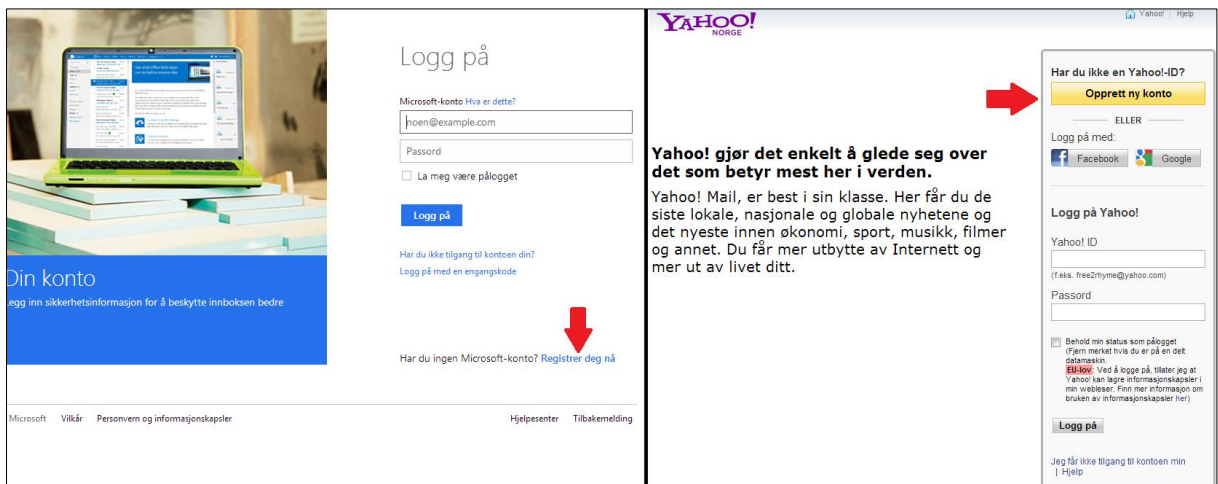 Logg på
Microsoft-konto Hva er dette?
noen@example.com
Passord
La meg være pålogget
Logg på
Har du ikke tilgang til kontoen din?
Logg på med en engangskode
Din konto
Legg inn sikkerhetsinformasjon for å beskytte innboksen bedre
Har du ingen Microsoft-konto? Registrer deg nå
Microsoft Vilkår Personvern og informasjonskapsler Hjelpesenter Tilbakemelding
YAHOO!
NORGE
Yahoo! | Hjelp
Yahoo! gjør det enkelt å glede seg over
det som betyr mest her i verden.
Yahoo! Mail, er best i sin klasse. Her får du de
siste lokale, nasjonale og globale nyhetene og
det nyeste innen økonomi, sport, musikk, filmer
og annet. Du får mer utbytte av Internett og
mer ut av livet ditt.
Har du ikke en Yahoo!-ID?
Opprett ny konto
ELLER
Logg på med:
Facebook Google
Logg på Yahoo!
Yahoo! ID
(f.eks. free2rhyme@yahoo.com)
Passord
Behold min status som pålogget
(Fjern merket hvis du er på en delt
datamaskin.
EU-lov: Ved å logge på, tillater jeg at
Yahoo! kan lagre informasjonskapsler i
min webleser. Finn mer informasjon om
bruken av informasjonskapsler her)
Logg på
Jeg får ikke tilgang til kontoen min
| Hjelp